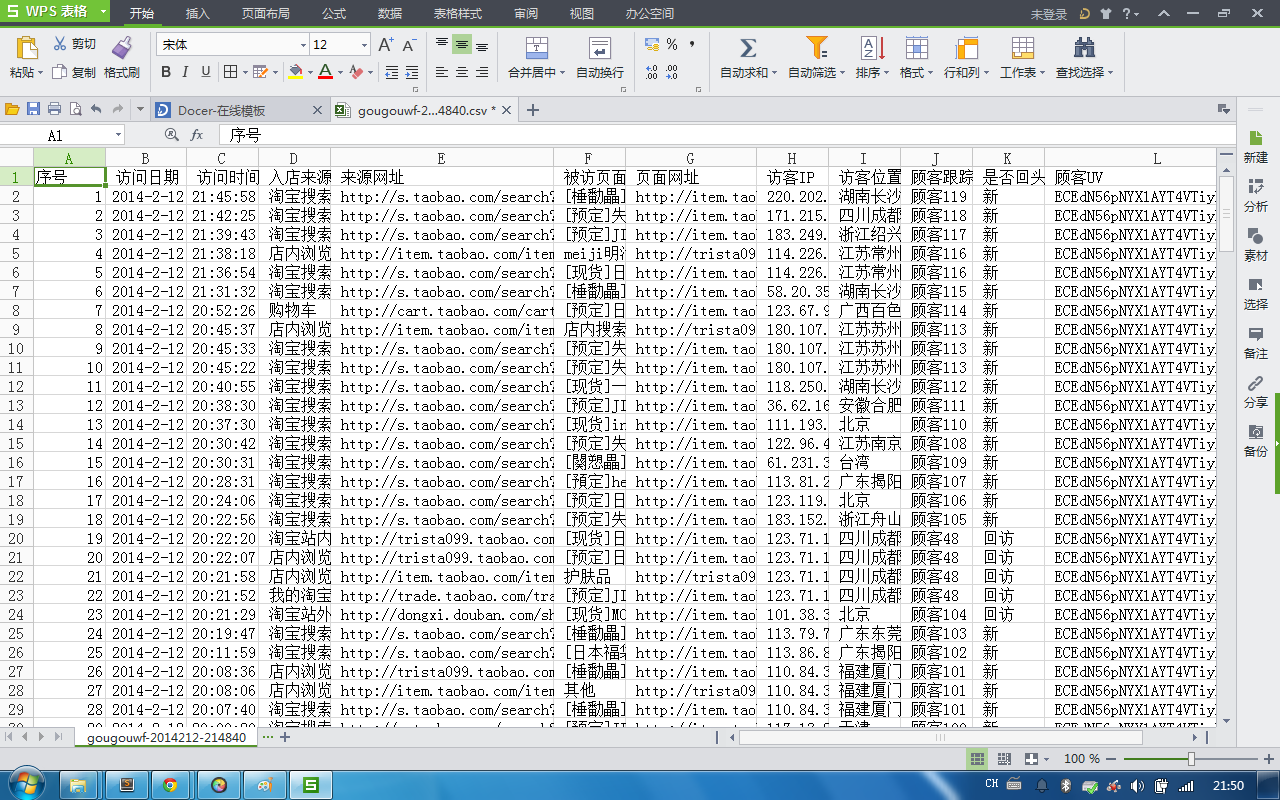 S WPS 表格 开始 插入 页面布局 公式 数据 表格样式 审阅 视图 办公空间 未登录
剪切 宋体 12
粘贴 复制 格式刷 B I U A 合并居中 自动换行 % 自动求和 自动筛选 排序 格式 行和列 工作表 查找选择
Docer-在线模板 gougouwf-2...4840.csv *
A1 fx 序号
A B C D E F G H I J K L
1 序号 访问日期 访问时间 入店来源 来源网址 被访页面 页面网址 访客IP 访客位置 顾客跟踪 是否回头 顾客UV
2 1 2014-2-12 21:45:58 淘宝搜索 http://s.taobao.com/search? http://item.tao 220.202. 湖南长沙 顾客119 新 ECEdN56pNYX1AYT4VTiy
3 2 2014-2-12 21:42:25 淘宝搜索 http://s.taobao.com/search? [预定]失 http://item.tao 171.215. 四川成都 顾客118 新 ECEdN56pNYX1AYT4VTiy
4 3 2014-2-12 21:39:43 淘宝搜索 http://s.taobao.com/search? [预定]JI http://item.tao 183.249. 浙江绍兴 顾客117 新 ECEdN56pNYX1AYT4VTiy
5 4 2014-2-12 21:38:18 店内浏览 http://item.taobao.com/item meiji明治 http://trista09 114.226. 江苏常州 顾客116 新 ECEdN56pNYX1AYT4VTiy
6 5 2014-2-12 21:36:54 淘宝搜索 http://s.taobao.com/search? [现货]日 http://item.tao 114.226. 江苏常州 顾客116 新 ECEdN56pNYX1AYT4VTiy
7 6 2014-2-12 21:31:32 淘宝搜索 http://s.taobao.com/search? http://item.tao 58.20.35 湖南长沙 顾客115 新 ECEdN56pNYX1AYT4VTiy
8 7 2014-2-12 20:52:26 购物车 http://cart.taobao.com/cart [预定]日 http://item.tao 123.67.9 广西百色 顾客114 新 ECEdN56pNYX1AYT4VTiy
9 8 2014-2-12 20:45:37 店内浏览 http://item.taobao.com/item 店内搜索 http://trista09 180.107. 江苏苏州 顾客113 新 ECEdN56pNYX1AYT4VTiy
10 9 2014-2-12 20:45:33 淘宝搜索 http://s.taobao.com/search? [预定]失 http://item.tao 180.107. 江苏苏州 顾客113 新 ECEdN56pNYX1AYT4VTiy
11 10 2014-2-12 20:45:22 淘宝搜索 http://s.taobao.com/search? [预定]失 http://item.tao 180.107. 江苏苏州 顾客113 新 ECEdN56pNYX1AYT4VTiy
12 11 2014-2-12 20:40:55 淘宝搜索 http://s.taobao.com/search? [现货]一 http://item.tao 118.250. 湖南长沙 顾客112 新 ECEdN56pNYX1AYT4VTiy
13 12 2014-2-12 20:38:30 淘宝搜索 http://s.taobao.com/search? [预定]JI http://item.tao 36.62.16 安徽合肥 顾客111 新 ECEdN56pNYX1AYT4VTiy
14 13 2014-2-12 20:37:30 淘宝搜索 http://s.taobao.com/search? [现货]in http://item.tao 111.193. 北京 顾客110 新 ECEdN56pNYX1AYT4VTiy
15 14 2014-2-12 20:30:42 淘宝搜索 http://s.taobao.com/search? [预定]失 http://item.tao 122.96.4 江苏南京 顾客108 新 ECEdN56pNYX1AYT4VTiy
16 15 2014-2-12 20:30:31 淘宝搜索 http://s.taobao.com/search? http://item.tao 61.231.3 台湾 顾客109 新 ECEdN56pNYX1AYT4VTiy
17 16 2014-2-12 20:28:31 淘宝搜索 http://s.taobao.com/search? [預定]he http://item.tao 113.81.2 广东揭阳 顾客107 新 ECEdN56pNYX1AYT4VTiy
18 17 2014-2-12 20:24:06 淘宝搜索 http://s.taobao.com/search? [预定]日 http://item.tao 123.119. 北京 顾客106 新 ECEdN56pNYX1AYT4VTiy
19 18 2014-2-12 20:22:56 淘宝搜索 http://s.taobao.com/search? [预定]失 http://item.tao 183.152. 浙江舟山 顾客105 新 ECEdN56pNYX1AYT4VTiy
20 19 2014-2-12 20:22:20 淘宝站内 http://trista099.taobao.com [现货]日 http://item.tao 123.71.1 四川成都 顾客48 回访 ECEdN56pNYX1AYT4VTiy
21 20 2014-2-12 20:22:07 店内浏览 http://trista099.taobao.com [预定]日 http://item.tao 123.71.1 四川成都 顾客48 回访 ECEdN56pNYX1AYT4VTiy
22 21 2014-2-12 20:21:58 店内浏览 http://item.taobao.com/item 护肤品 http://trista09 123.71.1 四川成都 顾客48 回访 ECEdN56pNYX1AYT4VTiy
23 22 2014-2-12 20:21:52 我的淘宝 http://trade.taobao.com/tra [预定]JI http://item.tao 123.71.1 四川成都 顾客48 回访 ECEdN56pNYX1AYT4VTiy
24 23 2014-2-12 20:21:29 淘宝站外 http://dongxi.douban.com/sh [现货]MO http://item.tao 101.38.3 北京 顾客104 回访 ECEdN56pNYX1AYT4VTiy
25 24 2014-2-12 20:19:47 淘宝搜索 http://s.taobao.com/search? http://item.tao 113.79.7 广东东莞 顾客103 新 ECEdN56pNYX1AYT4VTiy
26 25 2014-2-12 20:11:59 淘宝搜索 http://s.taobao.com/search? [日本福袋 http://item.tao 113.86.8 广东揭阳 顾客102 新 ECEdN56pNYX1AYT4VTiy
27 26 2014-2-12 20:08:36 店内浏览 http://trista099.taobao.com http://item.tao 110.84.3 福建厦门 顾客101 新 ECEdN56pNYX1AYT4VTiy
28 27 2014-2-12 20:08:06 店内浏览 http://item.taobao.com/item 其他 http://trista09 110.84.3 福建厦门 顾客101 新 ECEdN56pNYX1AYT4VTiy
29 28 2014-2-12 20:07:40 淘宝搜索 http://s.taobao.com/search? http://item.tao 110.84.3 福建厦门 顾客101 新 ECEdN56pNYX1AYT4VTiy
新建
分析
素材
选择
备注
分享
备份
gougouwf-2014212-214840 ...
100 %
CH 21:50